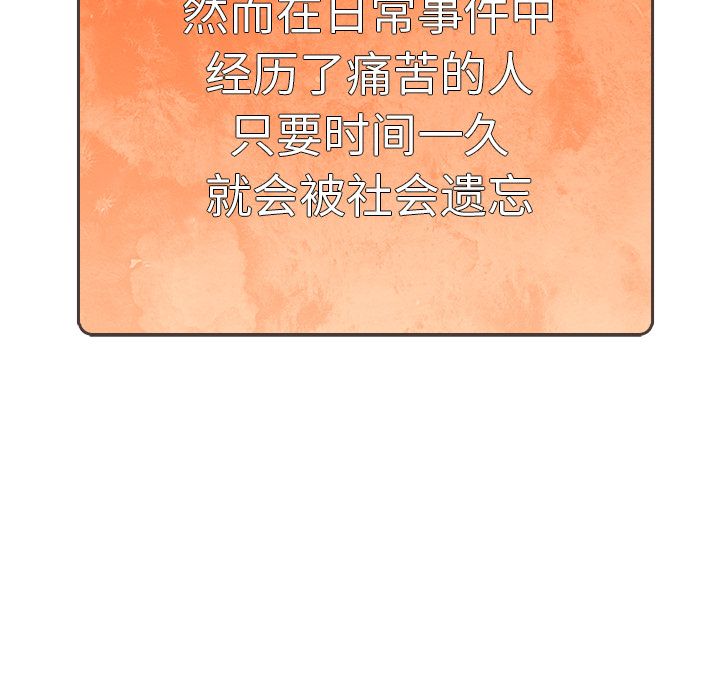 然而在日常事件中
经历了痛苦的人
只要时间一久
就会被社会遗忘